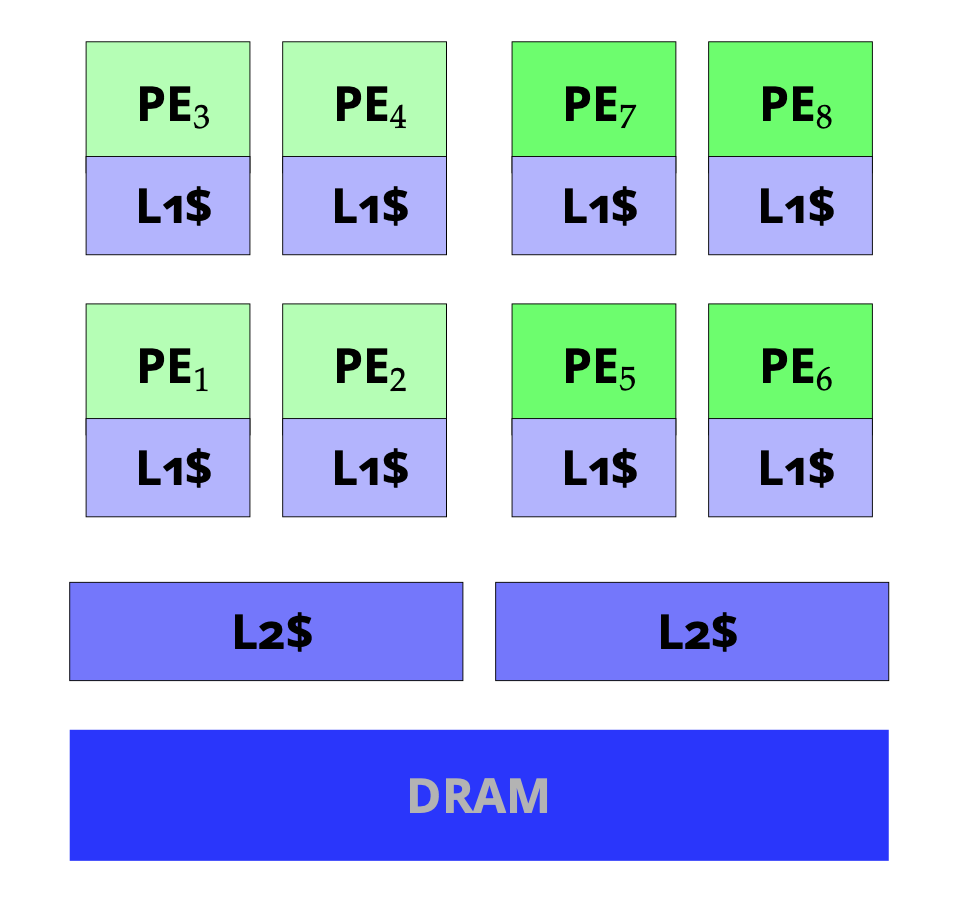 PE3 PE4 PE7 PE8
L1$ L1$ L1$ L1$
PE1 PE2 PE5 PE6
L1$ L1$ L1$ L1$
L2$ L2$
DRAM